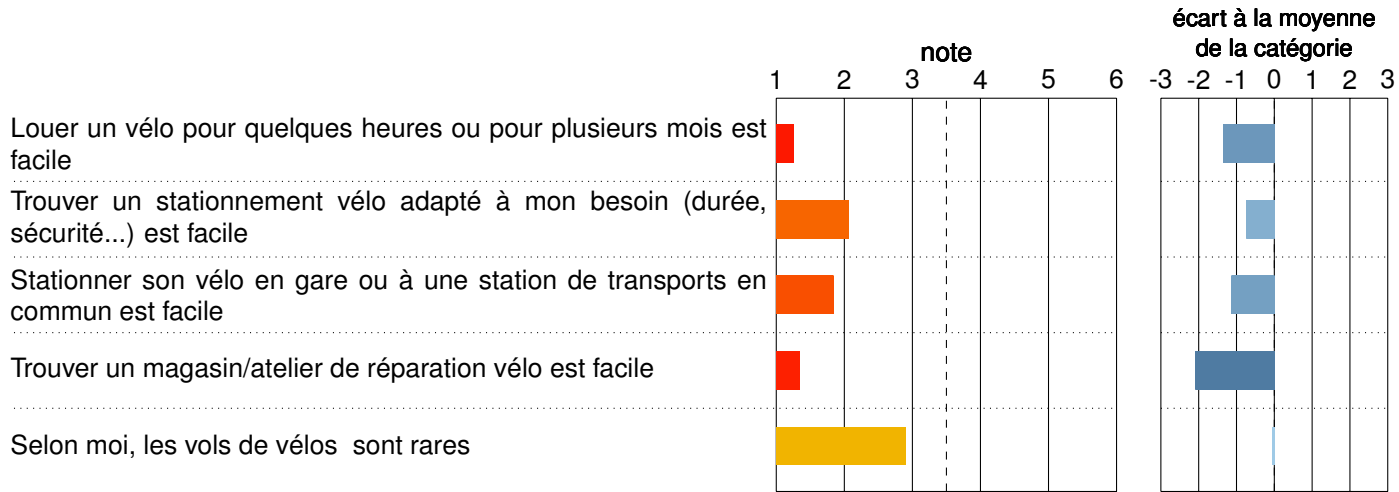 écart à la moyenne
note de la catégorie
1 2 3 4 5 6 -3 -2 -1 0 1 2 3
Louer un vélo pour quelques heures ou pour plusieurs mois est
facile
Trouver un stationnement vélo adapté à mon besoin (durée,
sécurité...) est facile
Stationner son vélo en gare ou à une station de transports en
commun est facile
Trouver un magasin/atelier de réparation vélo est facile
Selon moi, les vols de vélos sont rares